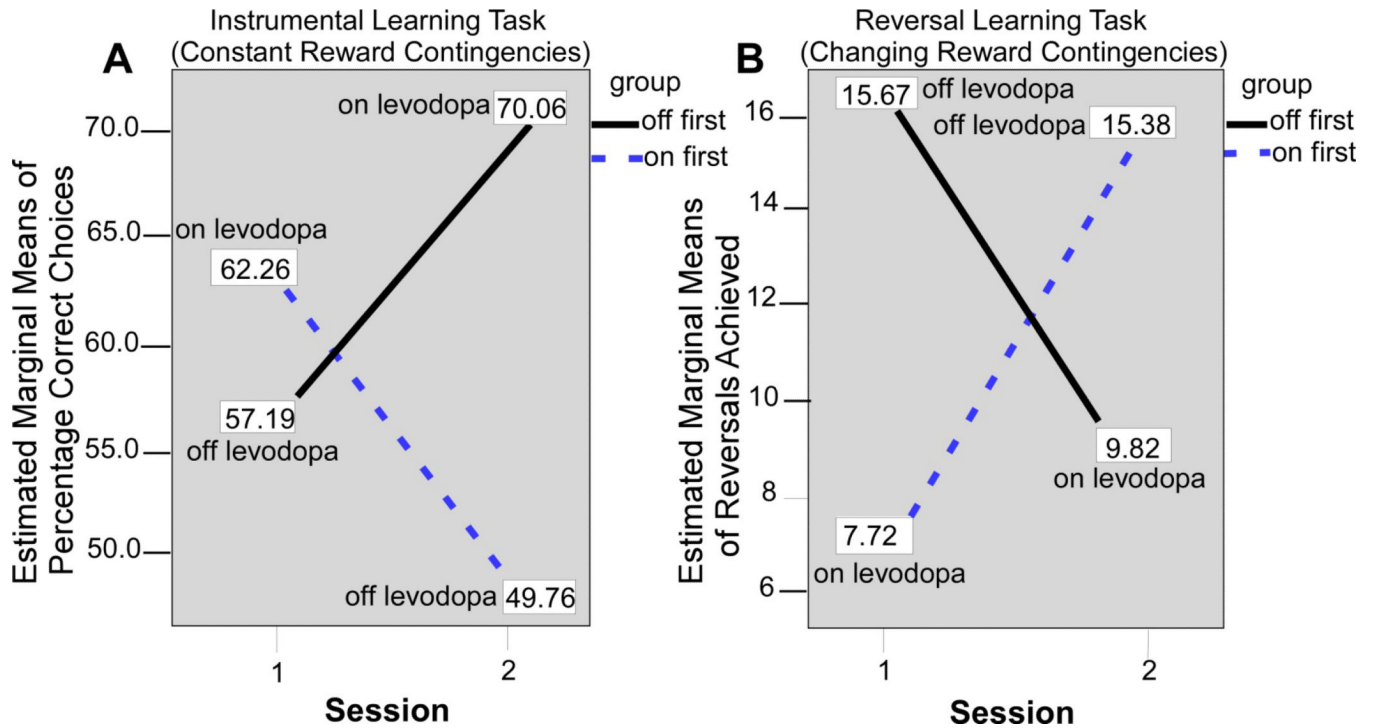 A
Instrumental Learning Task
(Constant Reward Contingencies)
Estimated Marginal Means of
Percentage Correct Choices
70.0
65.0
60.0
55.0
50.0
on levodopa 70.06
on levodopa
62.26
57.19
off levodopa
off levodopa 49.76
group
off first
on first
1 2
Session
B
Reversal Learning Task
(Changing Reward Contingencies)
Estimated Marginal Means
of Reversals Achieved
16
14
12
10
8
6
15.67 off levodopa
off levodopa 15.38
9.82
on levodopa
7.72
on levodopa
group
off first
on first
1 2
Session